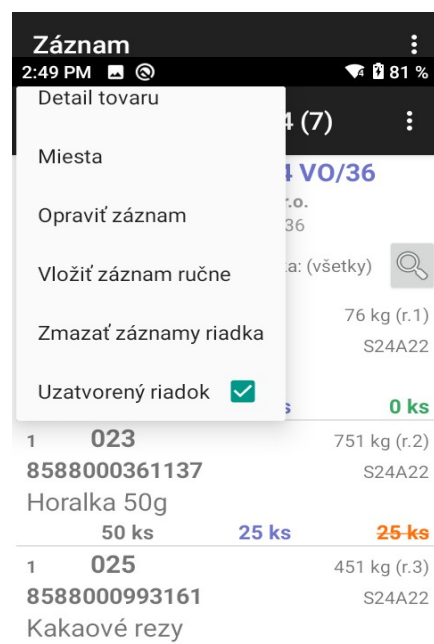 Záznam
2:49 PM 81 %
Detail tovaru
4 (7)
Miesta
4 VO/36
r.o.
Opraviť záznam
36
Vložiť záznam ručne
ka: (všetky)
76 kg (r.1)
Zmazať záznamy riadka
S24A22
Uzatvorený riadok
s 0 ks
1 023 751 kg (r.2)
8588000361137 S24A22
Horalka 50g
50 ks 25 ks 25 ks
1 025 451 kg (r.3)
8588000993161 S24A22
Kakaové rezy